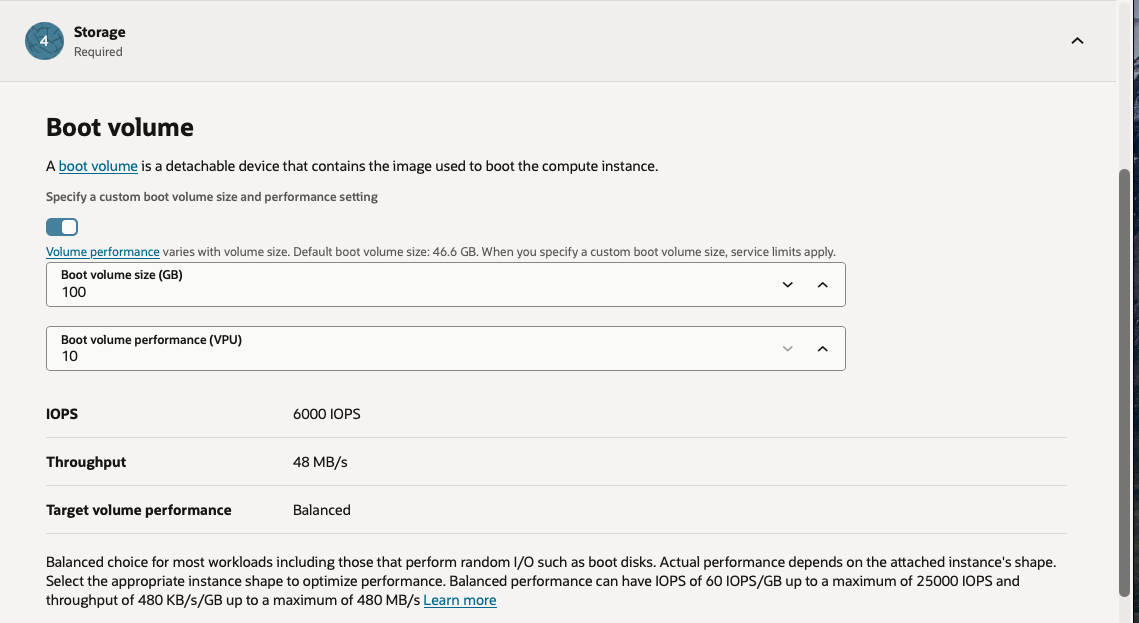 4
Storage
Required
Boot volume
A boot volume is a detachable device that contains the image used to boot the compute instance.
Specify a custom boot volume size and performance setting
Volume performance varies with volume size. Default boot volume size: 46.6 GB. When you specify a custom boot volume size, service limits apply.
Boot volume size (GB)
100
Boot volume performance (VPU)
10
IOPS 6000 IOPS
Throughput 48 MB/s
Target volume performance Balanced
Balanced choice for most workloads including those that perform random I/O such as boot disks. Actual performance depends on the attached instance's shape.
Select the appropriate instance shape to optimize performance. Balanced performance can have IOPS of 60 IOPS/GB up to a maximum of 25000 IOPS and
throughput of 480 KB/s/GB up to a maximum of 480 MB/s Learn more